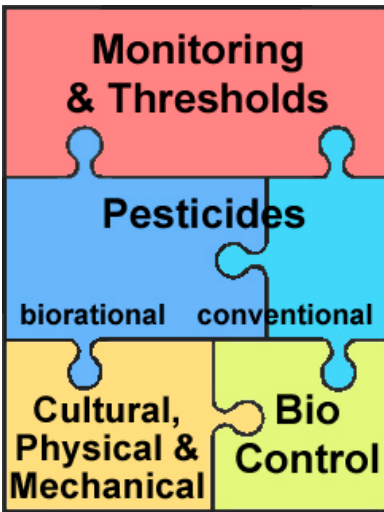 Monitoring
& Thresholds
Pesticides
biorational conventional
Cultural,
Physical &
Mechanical
Bio
Control